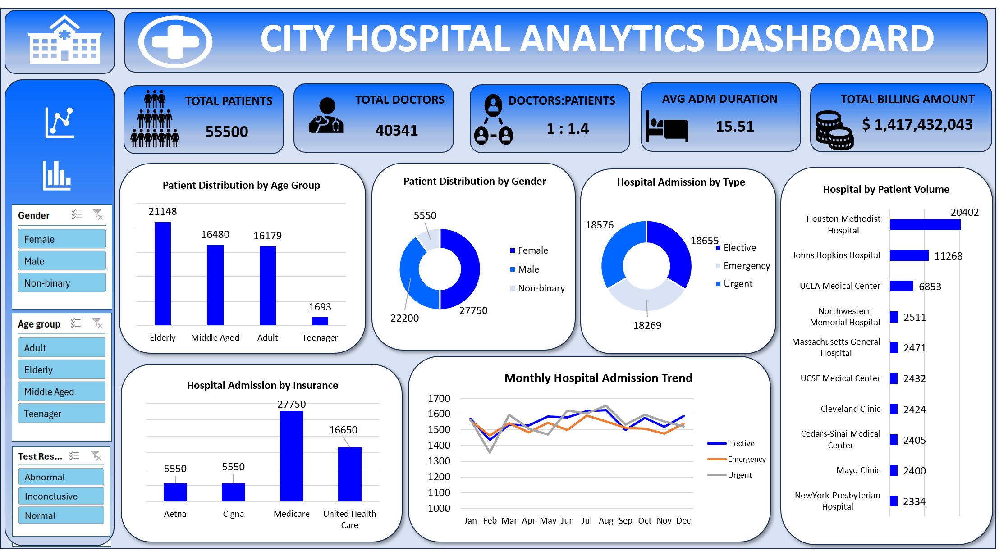 CITY HOSPITAL ANALYTICS DASHBOARD
TOTAL PATIENTS
55500
TOTAL DOCTORS
40341
DOCTORS:PATIENTS
1 : 1.4
AVG ADM DURATION
15.51
TOTAL BILLING AMOUNT
$ 1,417,432,043
Gender
Female
Male
Non-binary
Age group
Adult
Elderly
Middle Aged
Teenager
Test Res...
Abnormal
Inconclusive
Normal
Patient Distribution by Age Group
21148
16480
16179
1693
Elderly
Middle Aged
Adult
Teenager
Patient Distribution by Gender
5550
22200
27750
Female
Male
Non-binary
Hospital Admission by Type
18576
18655
18269
Elective
Emergency
Urgent
Hospital by Patient Volume
Houston Methodist
Hospital
20402
Johns Hopkins Hospital
11268
UCLA Medical Center
6853
Northwestern
Memorial Hospital
2511
Massachusetts General
Hospital
2471
UCSF Medical Center
2432
Cleveland Clinic
2424
Cedars-Sinai Medical
Center
2405
Mayo Clinic
2400
NewYork-Presbyterian
Hospital
2334
Hospital Admission by Insurance
5550
5550
27750
16650
Aetna
Cigna
Medicare
United Health
Care
Monthly Hospital Admission Trend
1700
1600
1500
1400
1300
1200
1100
1000
Jan Feb Mar Apr May Jun Jul Aug Sep Oct Nov Dec
Elective
Emergency
Urgent